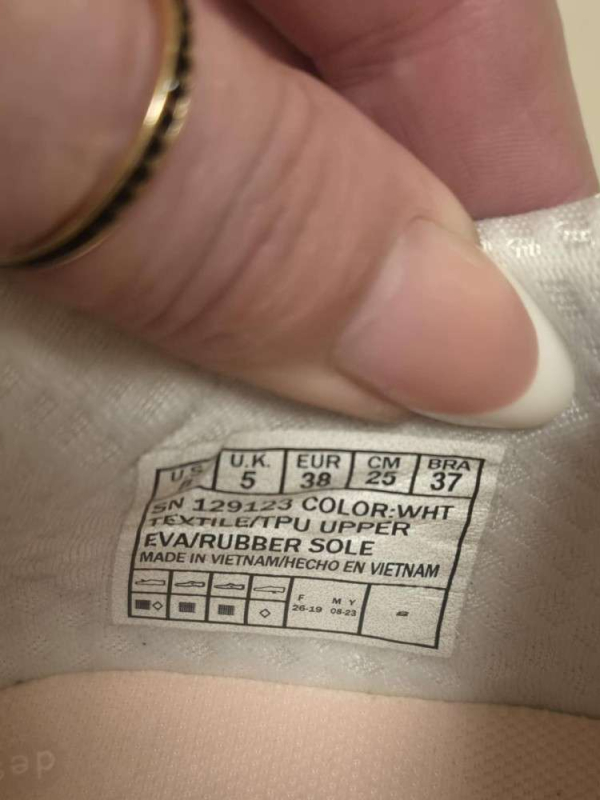 U.S. U.K. EUR CM BRA
5 38 25 37
SN 129123 COLOR:WHT
TEXTILE/TPU UPPER
EVA/RUBBER SOLE
MADE IN VIETNAM/HECHO EN VIETNAM
F M Y
26-19 08-23